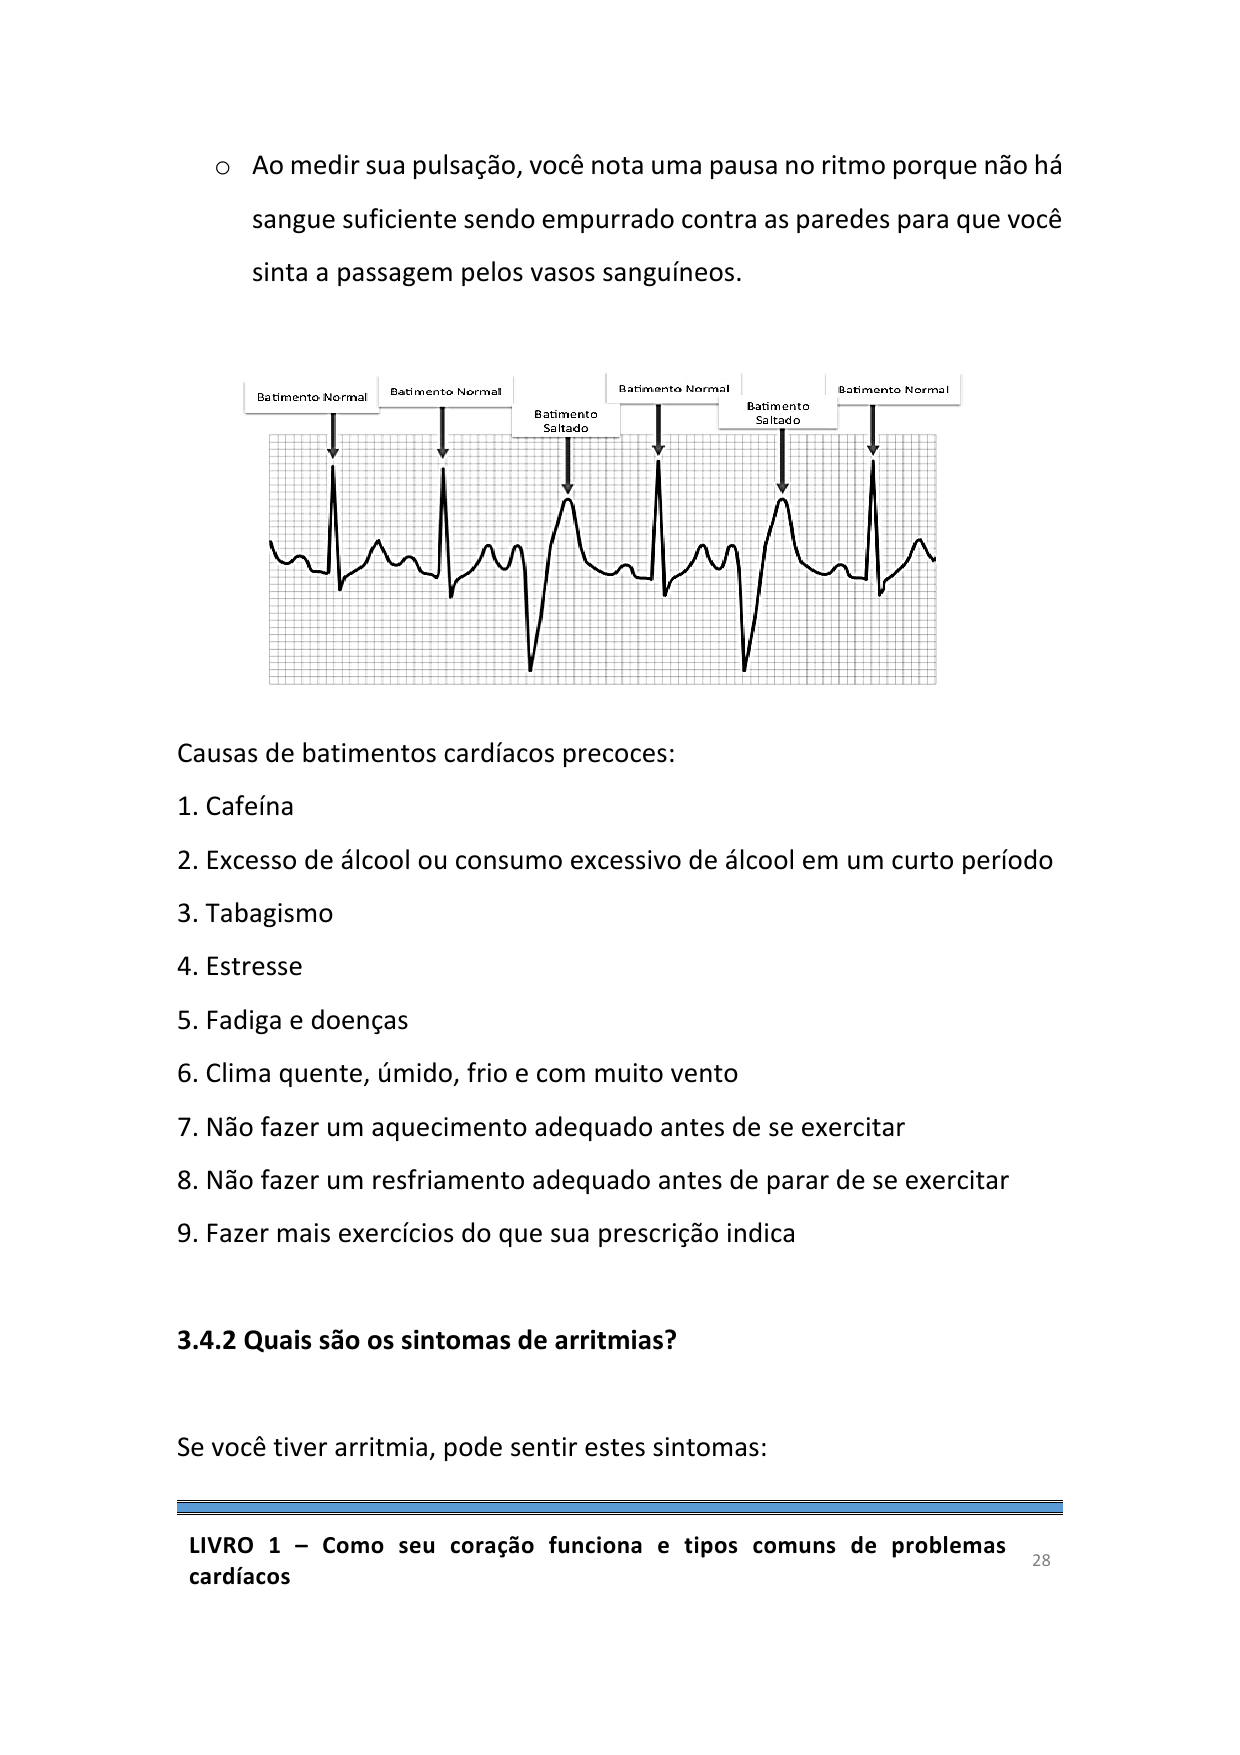 o Ao medir sua pulsação, você nota uma pausa no ritmo porque não há
sangue suficiente sendo empurrado contra as paredes para que você
sinta a passagem pelos vasos sanguíneos.
Batimento Normal
Batimento Normal
Batimento
Saltado
Batimento Normal
Batimento
Saltado
Batimento Normal
Causas de batimentos cardíacos precoces:
1. Cafeína
2. Excesso de álcool ou consumo excessivo de álcool em um curto período
3. Tabagismo
4. Estresse
5. Fadiga e doenças
6. Clima quente, úmido, frio e com muito vento
7. Não fazer um aquecimento adequado antes de se exercitar
8. Não fazer um resfriamento adequado antes de parar de se exercitar
9. Fazer mais exercícios do que sua prescrição indica
3.4.2 Quais são os sintomas de arritmias?
Se você tiver arritmia, pode sentir estes sintomas:
LIVRO 1 – Como seu coração funciona e tipos comuns de problemas
cardíacos
28